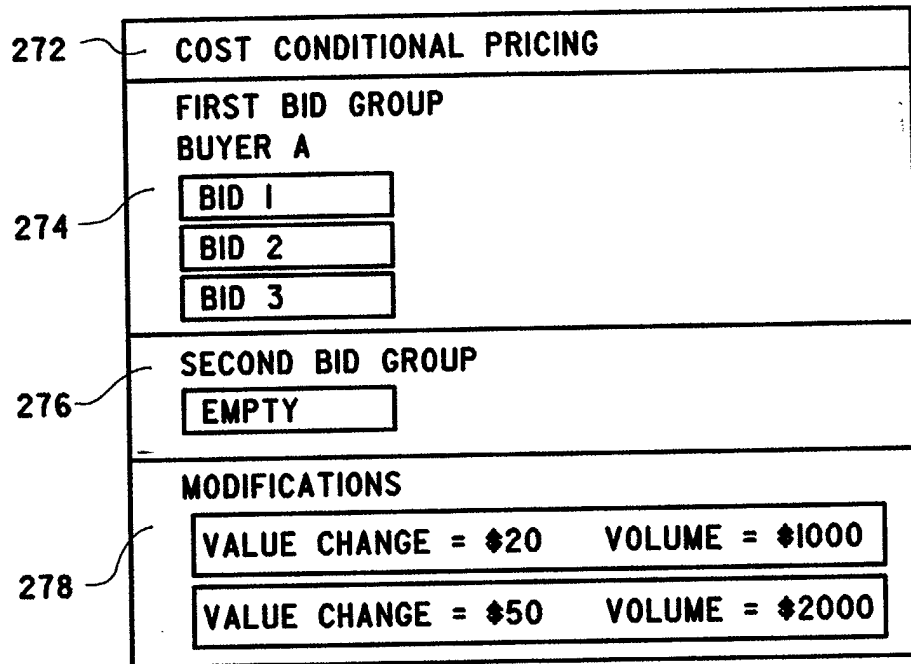 272 COST CONDITIONAL PRICING
FIRST BID GROUP
BUYER A
BID 1
274
BID 2
BID 3
SECOND BID GROUP
276 EMPTY
MODIFICATIONS
VALUE CHANGE = $20 VOLUME = $1000
278
VALUE CHANGE = $50 VOLUME = $2000